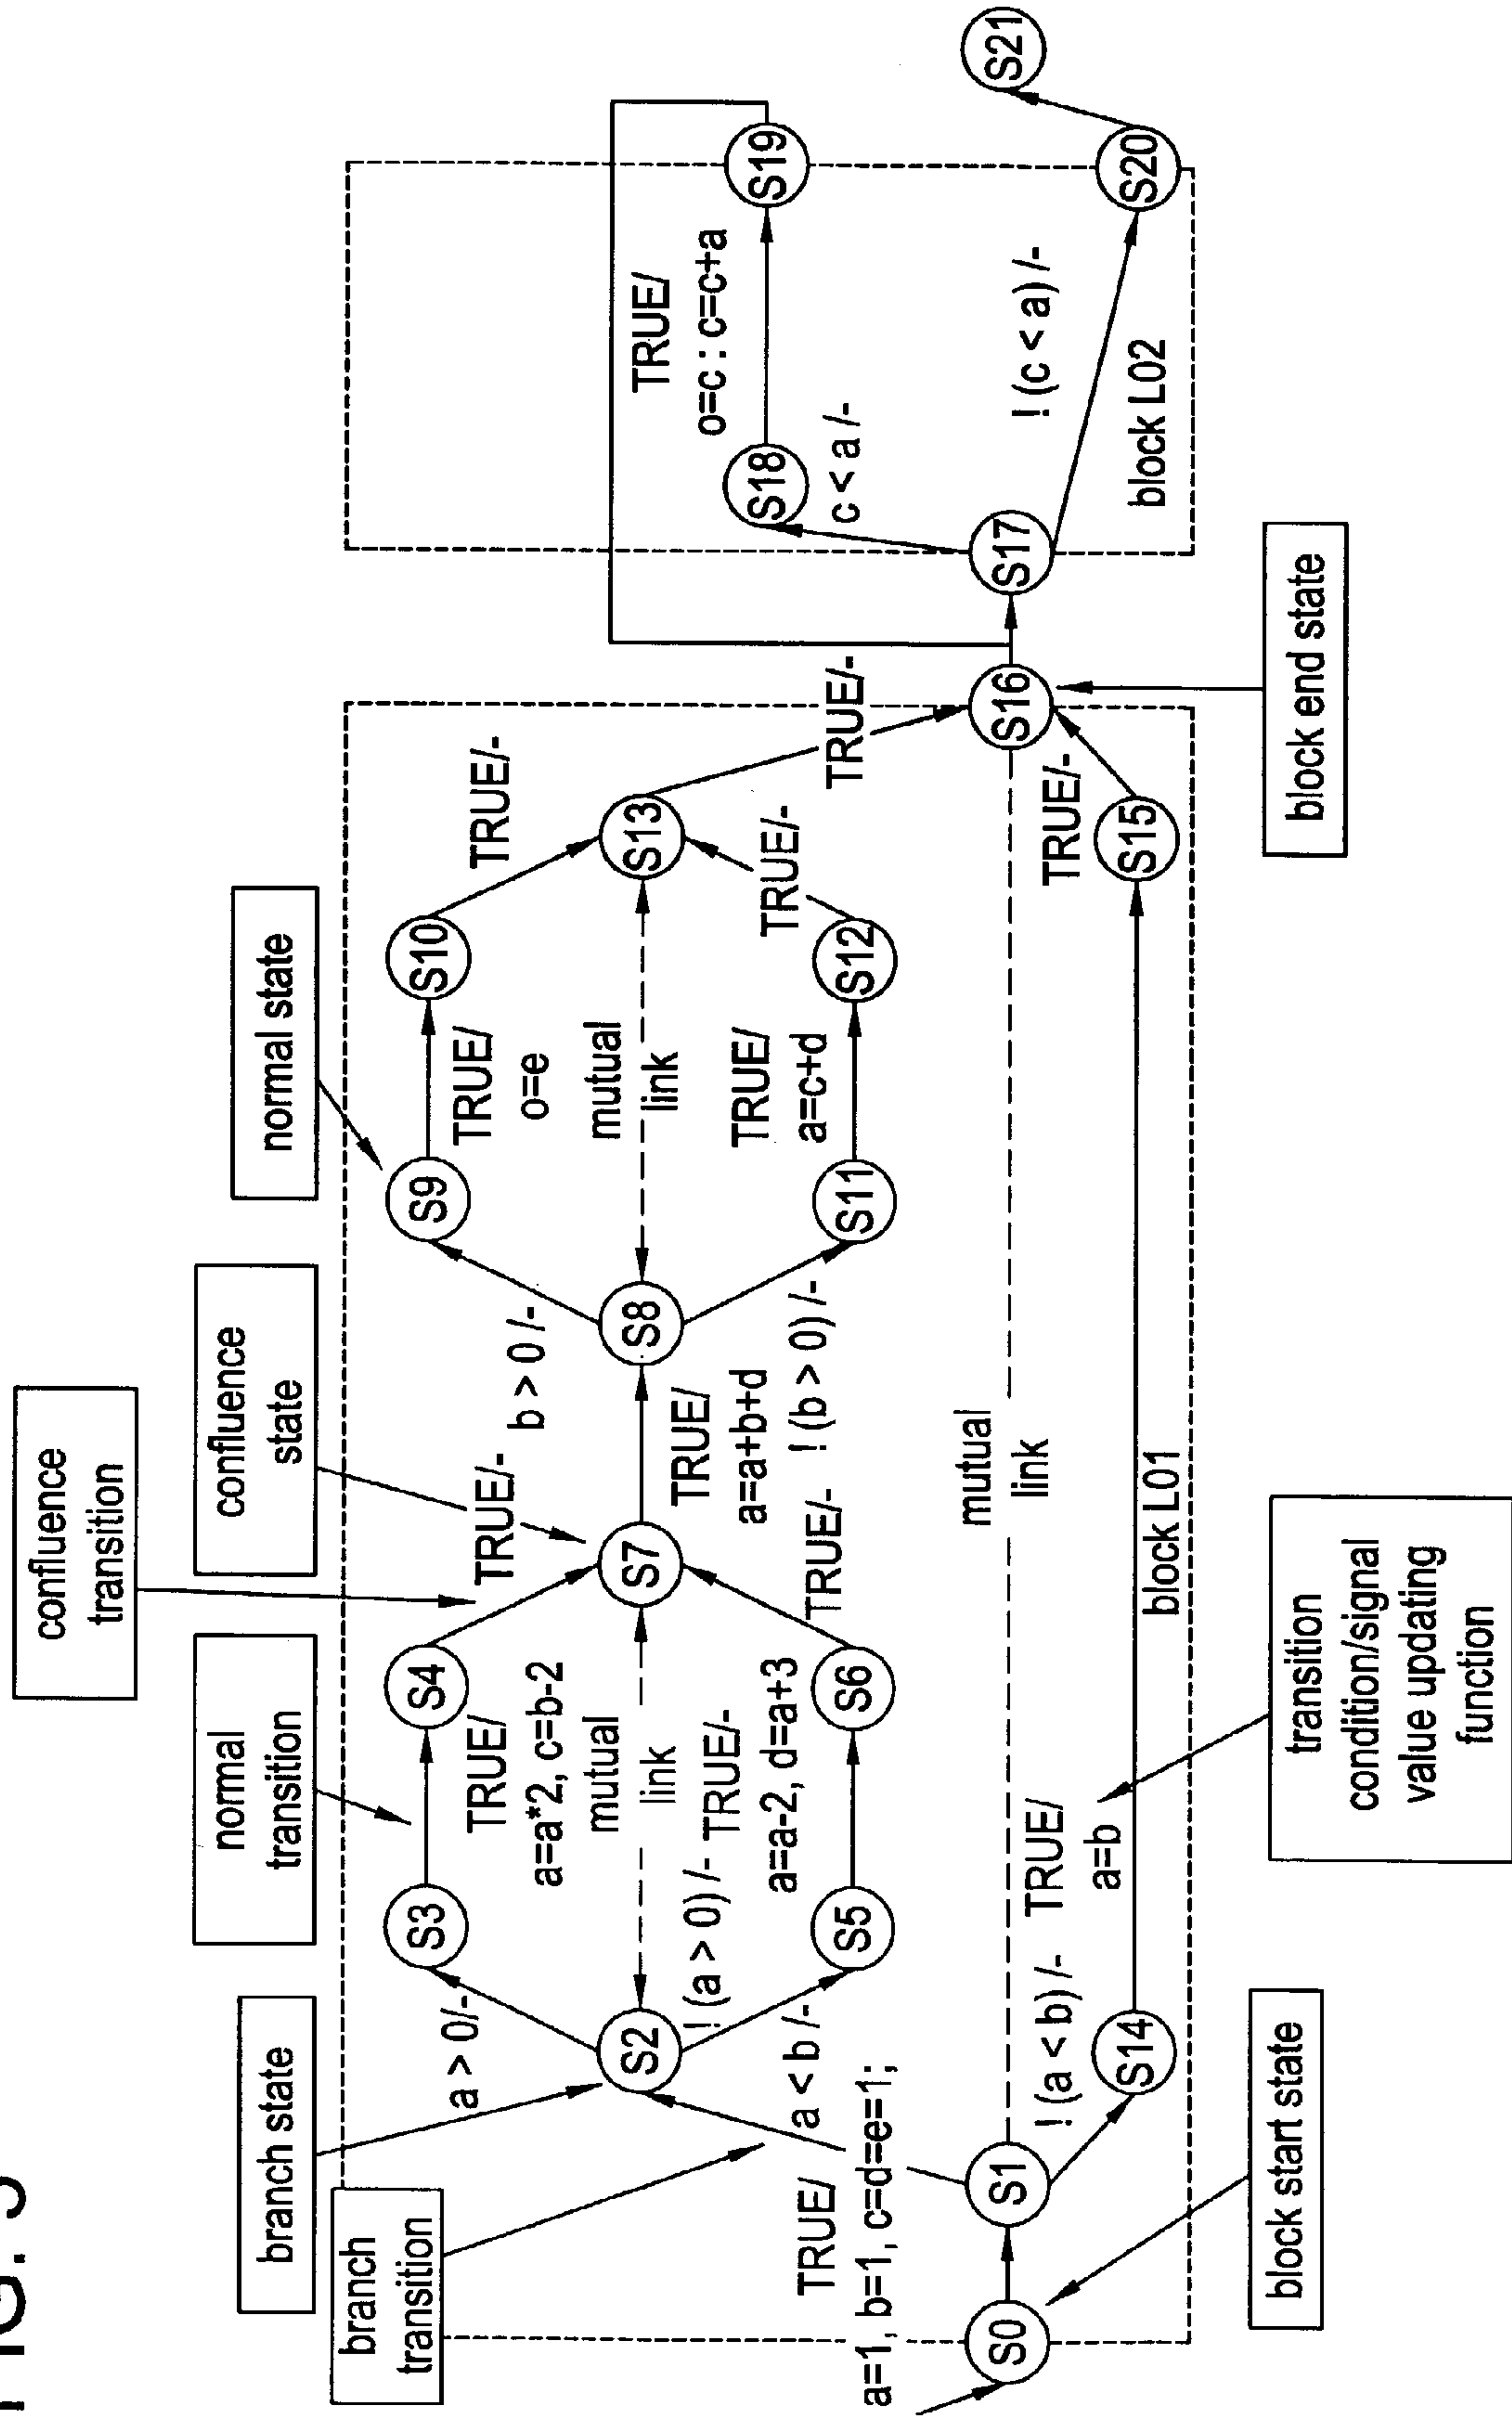 FIG. 5
confluence
transition
confluence
state
normal
transition
normal state
branch state
branch
transition
a > 0/-
TRUE/
a=a*2, c=b-2
TRUE/-
b > 0 /-
TRUE/
o=e
TRUE/-
S3
S4
S9
S10
mutual
link
mutual
link
S2
S7
S8
S13
! (a > 0) /- TRUE/-
a=a-2, d=a+3
TRUE/
a=a+b+d
TRUE/-
! (b > 0) /-
TRUE/
a=c+d
TRUE/-
TRUE/-
a < b /-
S5
S6
S11
S12
TRUE/
a=1, b=1, c=d=e=1;
S0
S1
mutual
link
S16
S17
! (a < b) /-
TRUE/
a=b
TRUE/-
S14
S15
block L01
TRUE/
o=c : c=c+a
S18
S19
c < a /-
! (c < a) /-
S20
S21
block L02
block start state
transition
condition/signal
value updating
function
block end state